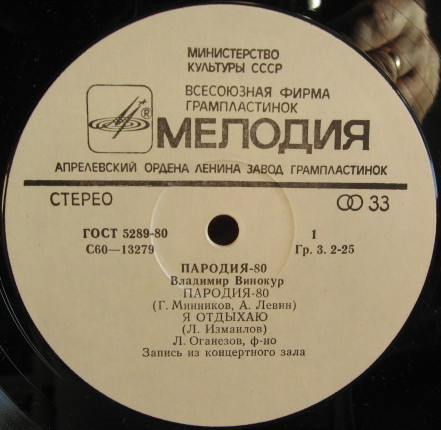 МИНИСТЕРСТВО
КУЛЬТУРЫ СССР
ВСЕСОЮЗНАЯ ФИРМА
ГРАМПЛАСТИНОК
®
МЕЛОДИЯ
АПРЕЛЕВСКИЙ ОРДЕНА ЛЕНИНА ЗАВОД ГРАМПЛАСТИНОК
СТЕРЕО 33
ГОСТ 5289-80 1
С60—13279 Гр. 3. 2-25
ПАРОДИЯ-80
Владимир Винокур
ПАРОДИЯ-80
(Г. Минников, А. Левин)
Я ОТДЫХАЮ
(Л. Измаилов)
Л. Оганезов, ф-но
Запись из концертного зала